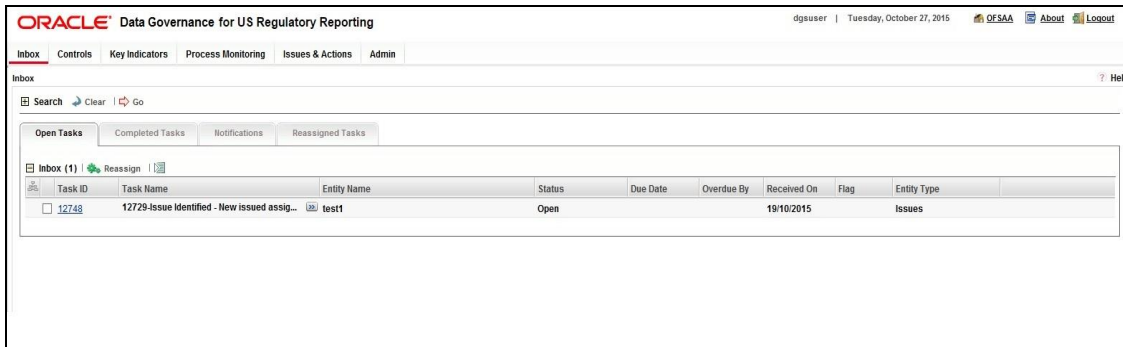 ORACLE® Data Governance for US Regulatory Reporting dgsuser | Tuesday, October 27, 2015 OFSAA About Logout
Inbox Controls Key Indicators Process Monitoring Issues & Actions Admin
Inbox ? Hel
Search Clear | Go
Open Tasks Completed Tasks Notifications Reassigned Tasks
Inbox (1) | Reassign |
Task ID Task Name Entity Name Status Due Date Overdue By Received On Flag Entity Type
12748 12729-Issue Identified - New issued assig... test1 Open 19/10/2015 Issues